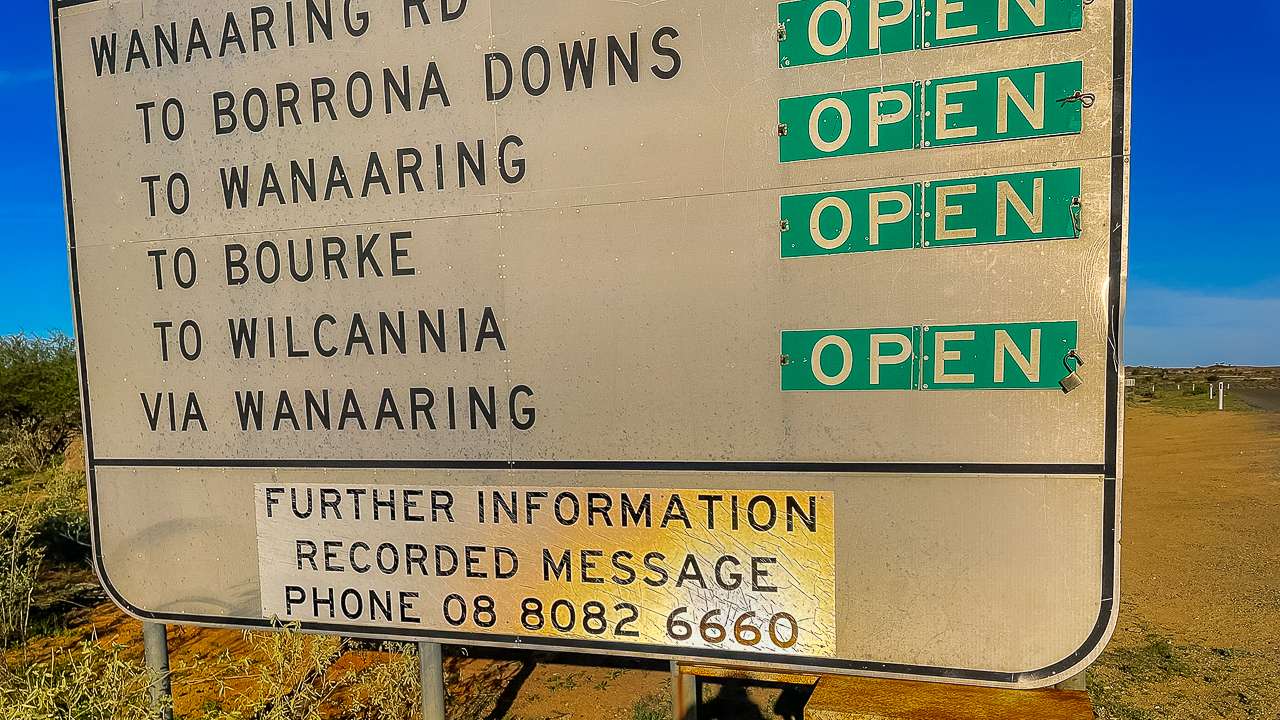 WANAARING RD
TO BORRONA DOWNS OPEN
TO WANAARING OPEN
TO BOURKE OPEN
TO WILCANNIA OPEN
VIA WANAARING
FURTHER INFORMATION
RECORDED MESSAGE
PHONE 08 8082 6660